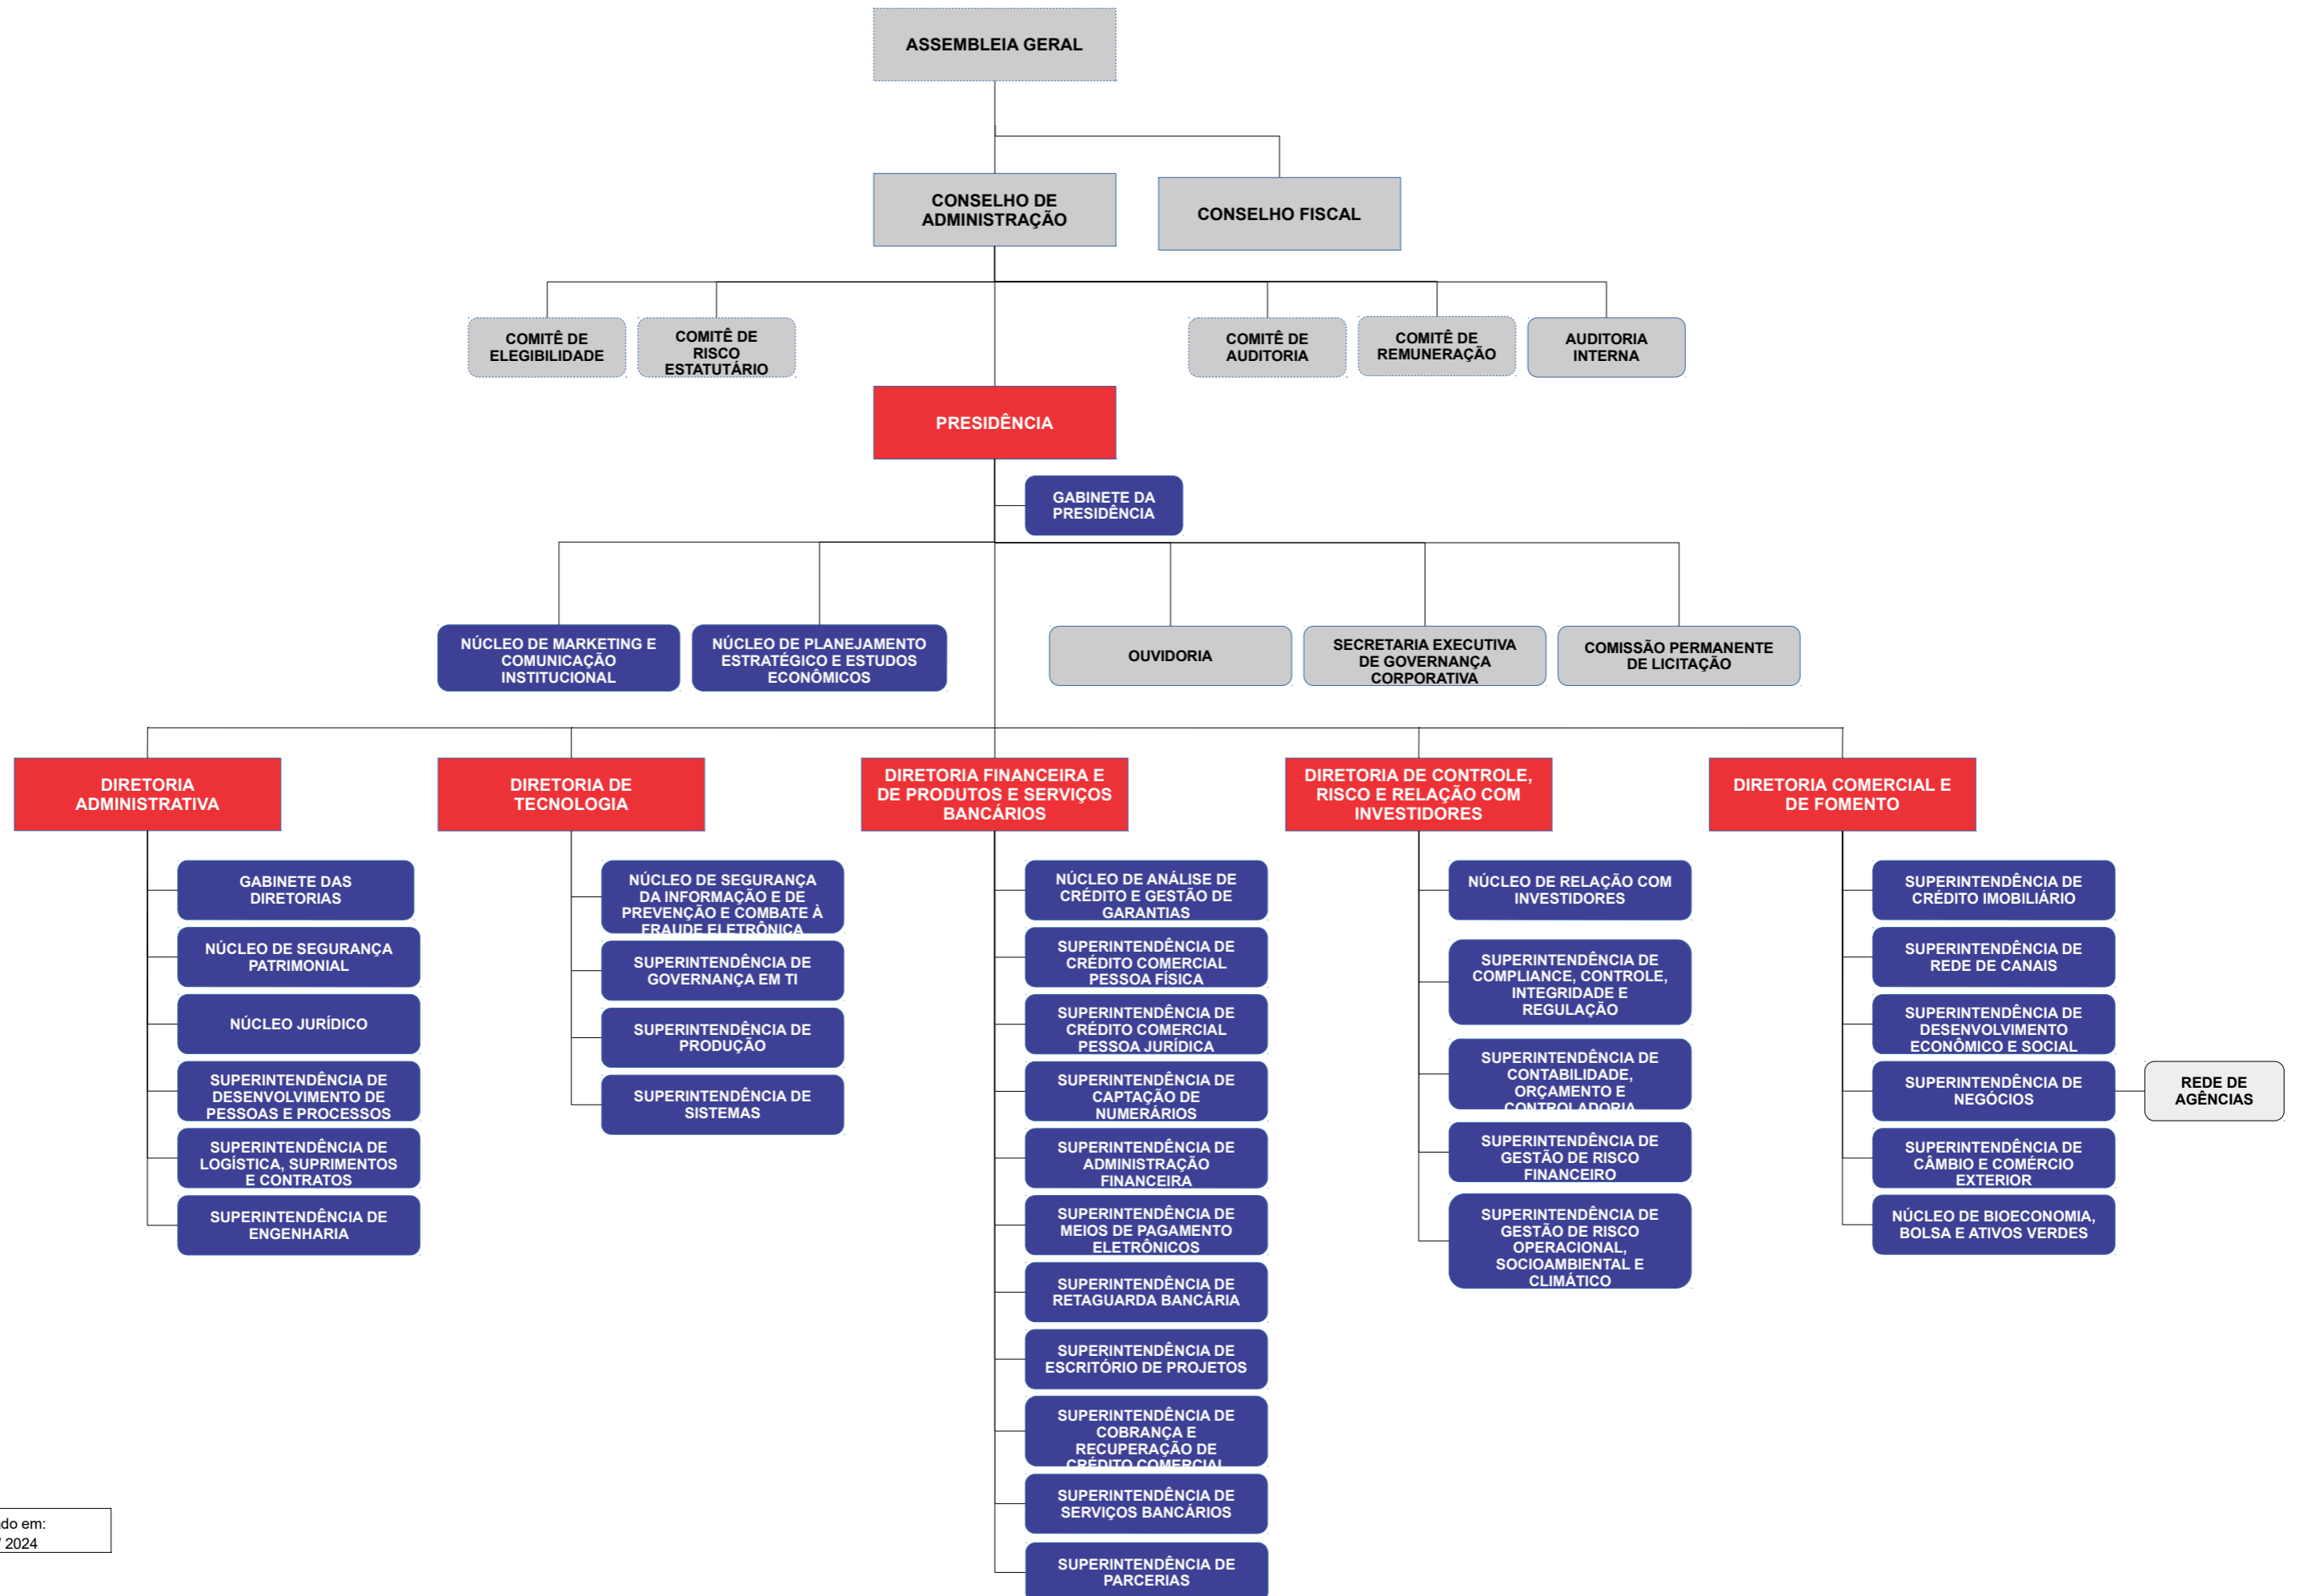 ASSEMBLEIA GERAL
CONSELHO DE
ADMINISTRAÇÃO
CONSELHO FISCAL
COMITÊ DE
ELEGIBILIDADE
COMITÊ DE
RISCO
ESTATUTÁRIO
COMITÊ DE
AUDITORIA
COMITÊ DE
REMUNERAÇÃO
AUDITORIA
INTERNA
PRESIDÊNCIA
GABINETE DA
PRESIDÊNCIA
NÚCLEO DE MARKETING E
COMUNICAÇÃO
INSTITUCIONAL
NÚCLEO DE PLANEJAMENTO
ESTRATÉGICO E ESTUDOS
ECONÔMICOS
OUVIDORIA
SECRETARIA EXECUTIVA
DE GOVERNANÇA
CORPORATIVA
COMISSÃO PERMANENTE
DE LICITAÇÃO
DIRETORIA
ADMINISTRATIVA
GABINETE DAS
DIRETORIAS
NÚCLEO DE SEGURANÇA
PATRIMONIAL
NÚCLEO JURÍDICO
SUPERINTENDÊNCIA DE
DESENVOLVIMENTO DE
PESSOAS E PROCESSOS
SUPERINTENDÊNCIA DE
LOGÍSTICA, SUPRIMENTOS
E CONTRATOS
SUPERINTENDÊNCIA DE
ENGENHARIA
DIRETORIA DE
TECNOLOGIA
NÚCLEO DE SEGURANÇA
DA INFORMAÇÃO E DE
PREVENÇÃO E COMBATE À
FRAUDE ELETRÔNICA
SUPERINTENDÊNCIA DE
GOVERNANÇA EM TI
SUPERINTENDÊNCIA DE
PRODUÇÃO
SUPERINTENDÊNCIA DE
SISTEMAS
DIRETORIA FINANCEIRA E
DE PRODUTOS E SERVIÇOS
BANCÁRIOS
NÚCLEO DE ANÁLISE DE
CRÉDITO E GESTÃO DE
GARANTIAS
SUPERINTENDÊNCIA DE
CRÉDITO COMERCIAL
PESSOA FÍSICA
SUPERINTENDÊNCIA DE
CRÉDITO COMERCIAL
PESSOA JURÍDICA
SUPERINTENDÊNCIA DE
CAPTAÇÃO DE
NUMERÁRIOS
SUPERINTENDÊNCIA DE
ADMINISTRAÇÃO
FINANCEIRA
SUPERINTENDÊNCIA DE
MEIOS DE PAGAMENTO
ELETRÔNICOS
SUPERINTENDÊNCIA DE
RETAGUARDA BANCÁRIA
SUPERINTENDÊNCIA DE
ESCRITÓRIO DE PROJETOS
SUPERINTENDÊNCIA DE
COBRANÇA E
RECUPERAÇÃO DE
CRÉDITO COMERCIAL
SUPERINTENDÊNCIA DE
SERVIÇOS BANCÁRIOS
SUPERINTENDÊNCIA DE
PARCERIAS
DIRETORIA DE CONTROLE,
RISCO E RELAÇÃO COM
INVESTIDORES
NÚCLEO DE RELAÇÃO COM
INVESTIDORES
SUPERINTENDÊNCIA DE
COMPLIANCE, CONTROLE,
INTEGRIDADE E
REGULAÇÃO
SUPERINTENDÊNCIA DE
CONTABILIDADE,
ORÇAMENTO E
CONTROLADORIA
SUPERINTENDÊNCIA DE
GESTÃO DE RISCO
FINANCEIRO
SUPERINTENDÊNCIA DE
GESTÃO DE RISCO
OPERACIONAL,
SOCIOAMBIENTAL E
CLIMÁTICO
DIRETORIA COMERCIAL E
DE FOMENTO
SUPERINTENDÊNCIA DE
CRÉDITO IMOBILIÁRIO
SUPERINTENDÊNCIA DE
REDE DE CANAIS
SUPERINTENDÊNCIA DE
DESENVOLVIMENTO
ECONÔMICO E SOCIAL
SUPERINTENDÊNCIA DE
NEGÓCIOS
REDE DE
AGÊNCIAS
SUPERINTENDÊNCIA DE
CÂMBIO E COMÉRCIO
EXTERIOR
NÚCLEO DE BIOECONOMIA,
BOLSA E ATIVOS VERDES
do em:
/ 2024